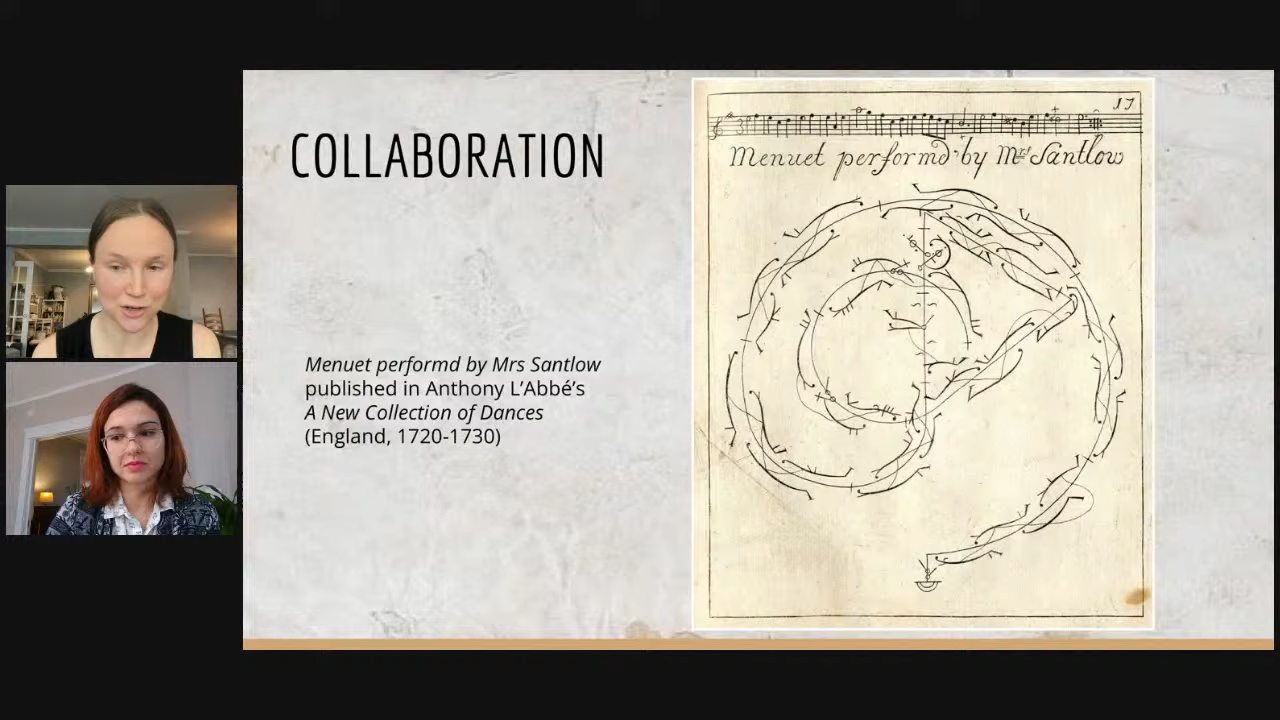 COLLABORATION
Menuet performd by Mrs Santlow
published in Anthony L’Abbé’s
A New Collection of Dances
(England, 1720-1730)
17
Menuet performd by Mrs Santlow